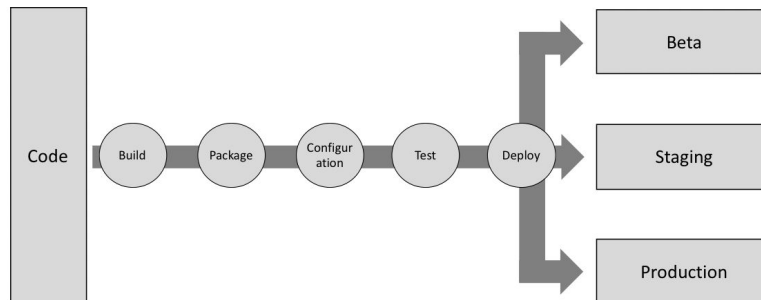 Code
Build
Package
Configur
ation
Test
Deploy
Beta
Staging
Production